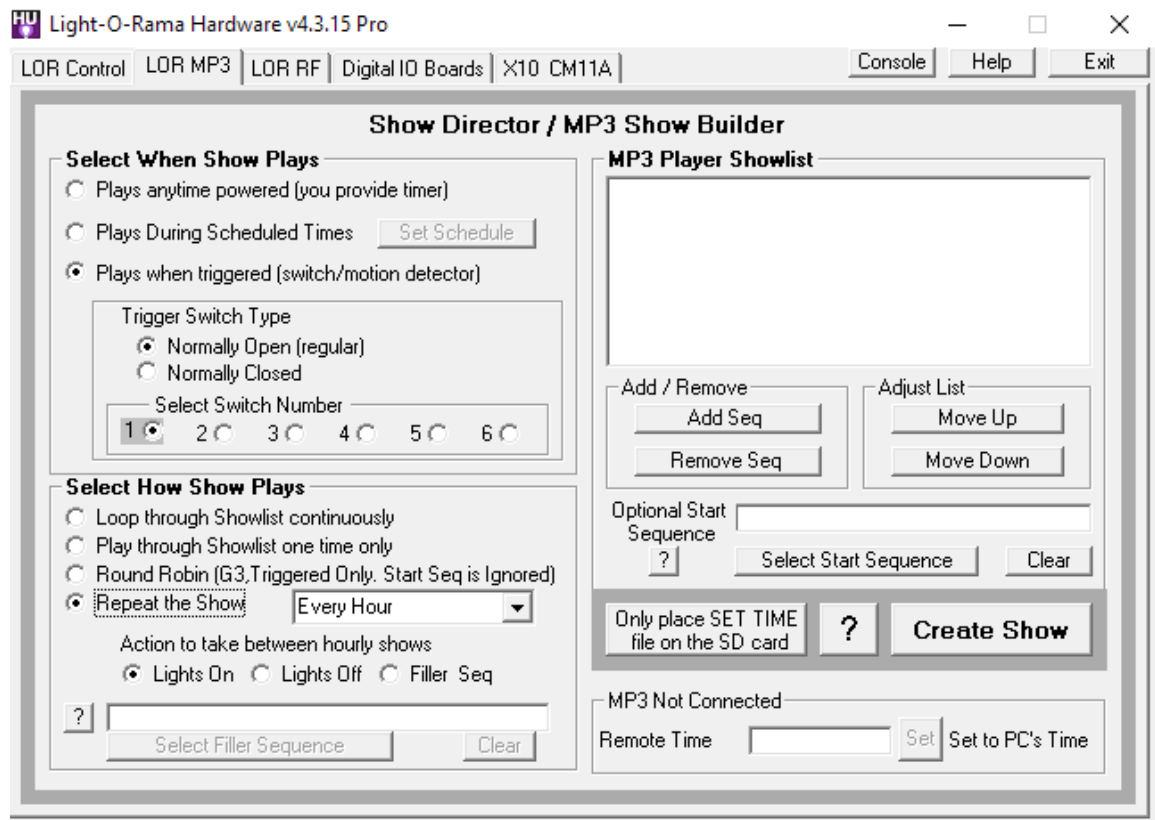 HU Light-O-Rama Hardware v4.3.15 Pro
LOR Control LOR MP3 LOR RF Digital IO Boards X10 CM11A Console Help Exit
Show Director / MP3 Show Builder
Select When Show Plays
Plays anytime powered (you provide timer)
Plays During Scheduled Times Set Schedule
Plays when triggered (switch/motion detector)
Trigger Switch Type
Normally Open (regular)
Normally Closed
Select Switch Number
1 2 3 4 5 6
Select How Show Plays
Loop through Showlist continuously
Play through Showlist one time only
Round Robin (G3,Triggered Only. Start Seq is Ignored)
Repeat the Show Every Hour
Action to take between hourly shows
Lights On Lights Off Filler Seq
?
Select Filler Sequence Clear
MP3 Player Showlist
Add / Remove
Add Seq
Remove Seq
Adjust List
Move Up
Move Down
Optional Start
Sequence
? Select Start Sequence Clear
Only place SET TIME
file on the SD card
? Create Show
MP3 Not Connected
Remote Time Set Set to PC's Time